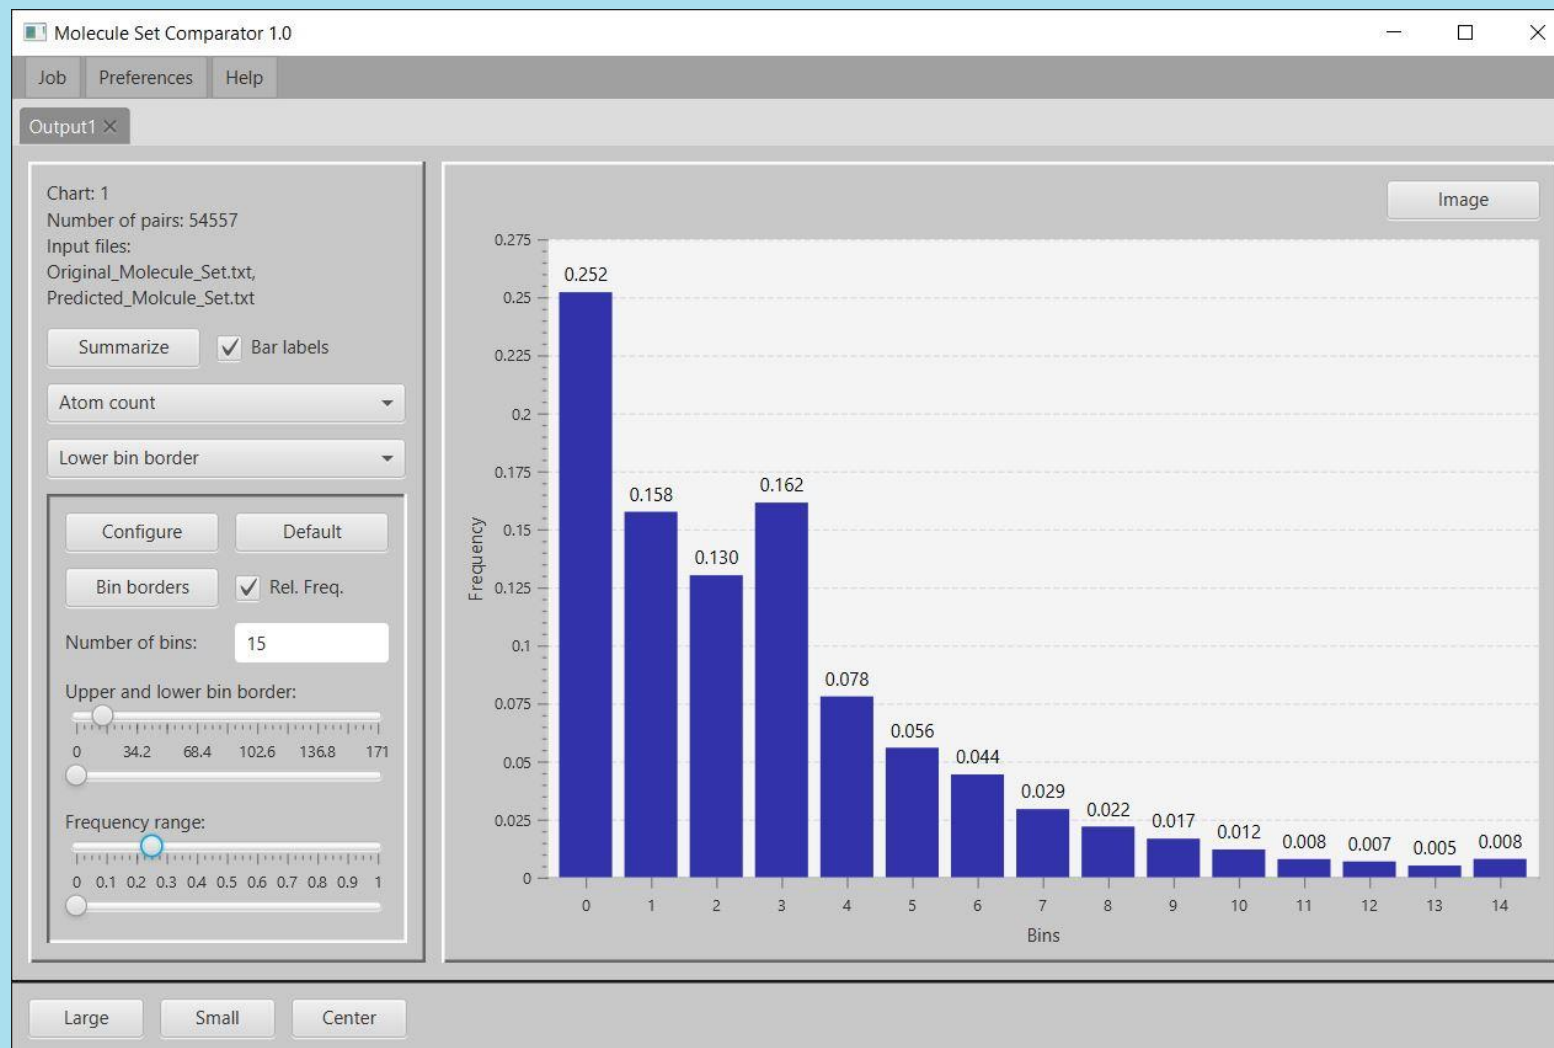 Molecule Set Comparator 1.0
Job Preferences Help
Output1
Chart: 1
Number of pairs: 54557
Input files:
Original_Molecule_Set.txt,
Predicted_Molcule_Set.txt
Summarize Bar labels
Atom count
Lower bin border
Configure Default
Bin borders Rel. Freq.
Number of bins: 15
Upper and lower bin border:
0 34.2 68.4 102.6 136.8 171
Frequency range:
0 0.1 0.2 0.3 0.4 0.5 0.6 0.7 0.8 0.9 1
Image
0.275
0.25
0.225
0.2
0.175
0.15
0.125
0.1
0.075
0.05
0.025
0
Frequency
0.252
0.158
0.130
0.162
0.078
0.056
0.044
0.029
0.022
0.017
0.012
0.008
0.007
0.005
0.008
0 1 2 3 4 5 6 7 8 9 10 11 12 13 14
Bins
Large Small Center